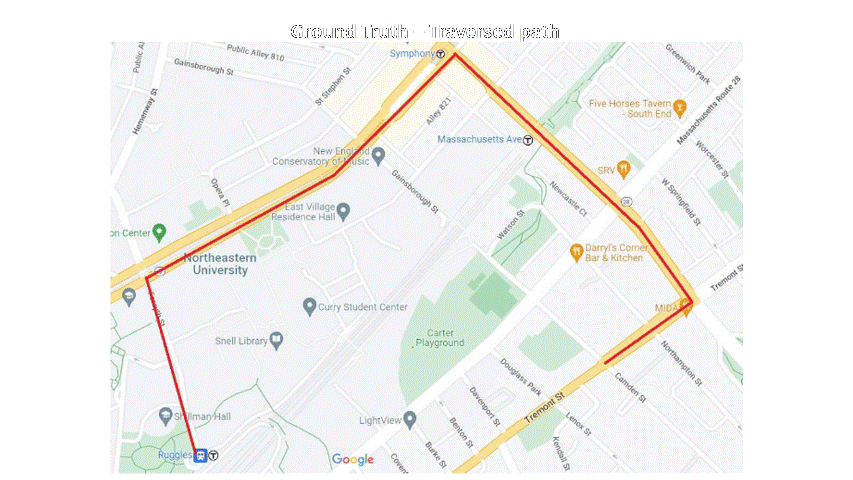 Ground Truth - Traversed path
Symphony
Public Alley 810
Gainsborough St
St Stephen St
Hemenway St
Public Al
Alley 821
Greenwich Park
Massachusetts Route 28
Five Horses Tavern
- South End
Massachusetts Ave
New England
Conservatory of Music
SRV
Worcester St
W Springfield St
Gainsborough St
Newcastle Ct
28
Opera Pl
East Village
Residence Hall
Watson St
on Center
Northeastern
University
Darryl's Corner
Bar & Kitchen
Tremont St
Forsyth St
Curry Student Center
MIDA
Snell Library
Carter
Playground
Northampton St
Douglass Park
Camden St
Davenport St
Tremont St
Shillman Hall
LightView
Benton St
Lenox St
Kendall St
Burke St
Coven
Ruggles
Google